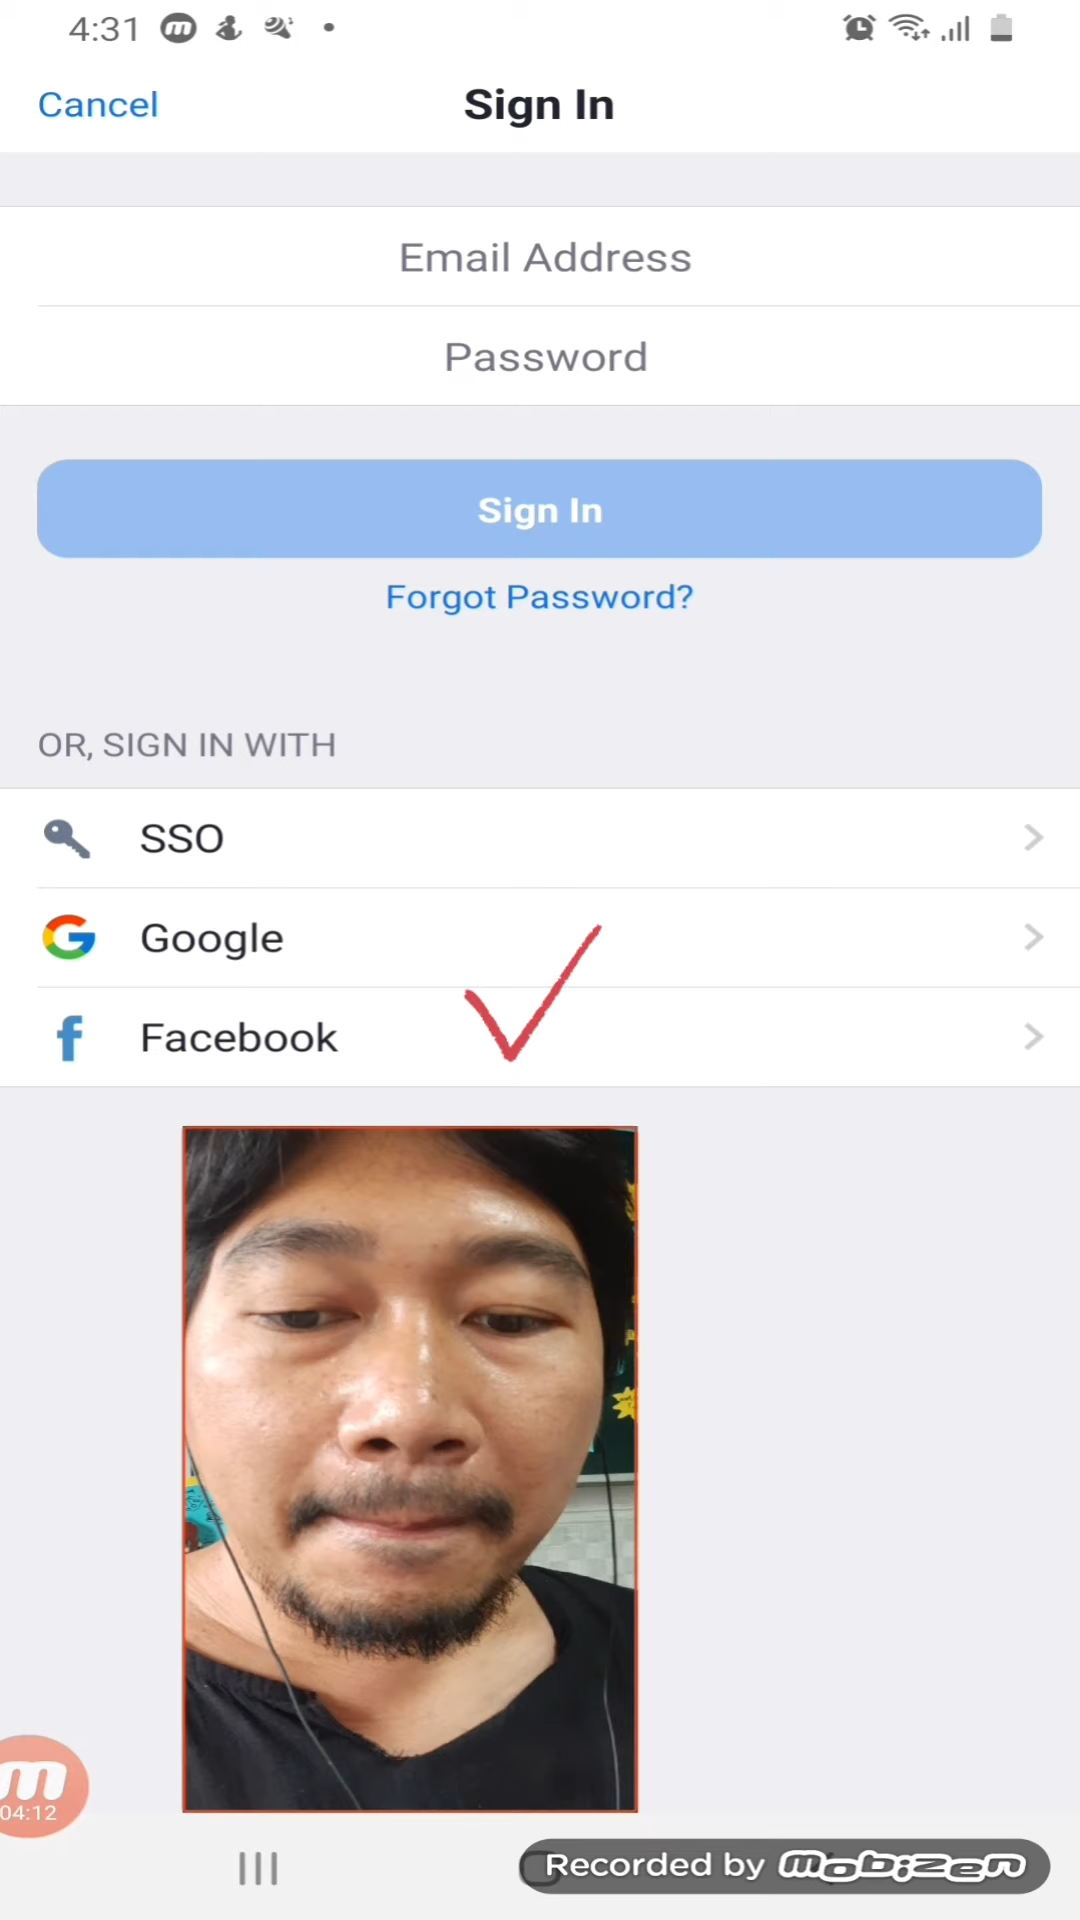 4:31
Cancel
Sign In
Email Address
Password
Sign In
Forgot Password?
OR, SIGN IN WITH
SSO
Google
Facebook
04:12
Recorded by mobizen